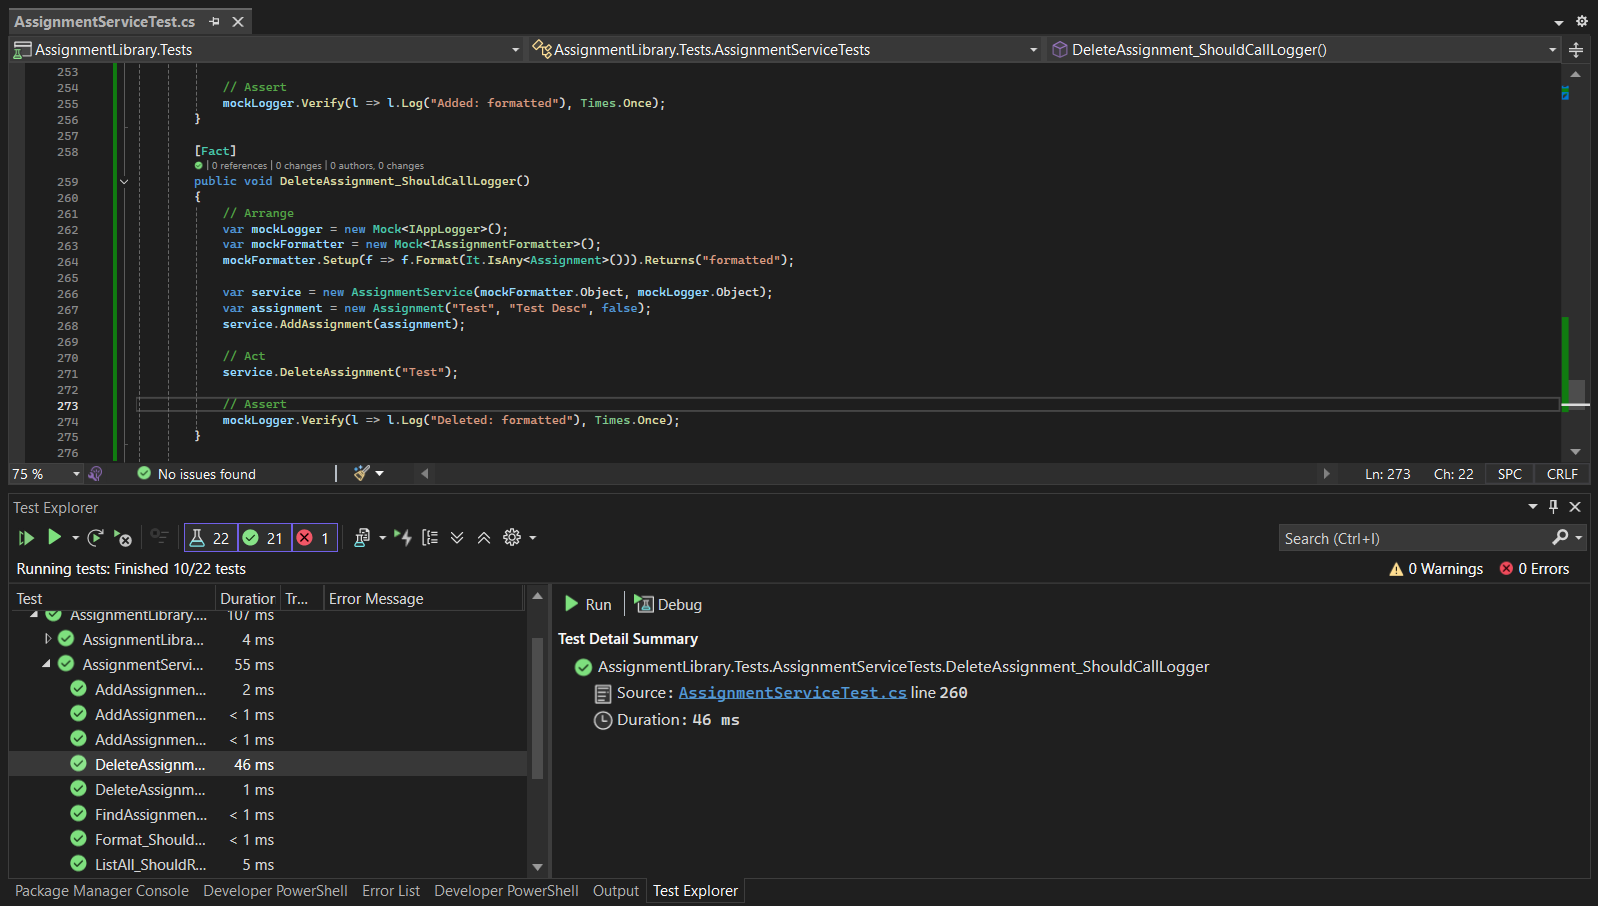 AssignmentServiceTest.cs
AssignmentLibrary.Tests AssignmentLibrary.Tests.AssignmentServiceTests DeleteAssignment_ShouldCallLogger()
253
254 // Assert
255 mockLogger.Verify(l => l.Log("Added: formatted"), Times.Once);
256 }
257
258 [Fact]
| 0 references | 0 changes | 0 authors, 0 changes
259 public void DeleteAssignment_ShouldCallLogger()
260 {
261 // Arrange
262 var mockLogger = new Mock<IAppLogger>();
263 var mockFormatter = new Mock<IAssignmentFormatter>();
264 mockFormatter.Setup(f => f.Format(It.IsAny<Assignment>())).Returns("formatted");
265
266 var service = new AssignmentService(mockFormatter.Object, mockLogger.Object);
267 var assignment = new Assignment("Test", "Test Desc", false);
268 service.AddAssignment(assignment);
269
270 // Act
271 service.DeleteAssignment("Test");
272
273 // Assert
274 mockLogger.Verify(l => l.Log("Deleted: formatted"), Times.Once);
275 }
276
75 % No issues found Ln: 273 Ch: 22 SPC CRLF
Test Explorer
22 21 1 Search (Ctrl+I)
Running tests: Finished 10/22 tests 0 Warnings 0 Errors
Test Duration Tr... Error Message
AssignmentLibrary.... 107 ms
AssignmentLibra... 4 ms
AssignmentServi... 55 ms
AddAssignmen... 2 ms
AddAssignmen... < 1 ms
AddAssignmen... < 1 ms
DeleteAssignm... 46 ms
DeleteAssignm... 1 ms
FindAssignmen... < 1 ms
Format_Should... < 1 ms
ListAll_ShouldR... 5 ms
Run Debug
Test Detail Summary
AssignmentLibrary.Tests.AssignmentServiceTests.DeleteAssignment_ShouldCallLogger
Source: AssignmentServiceTest.cs line 260
Duration: 46 ms
Package Manager Console Developer PowerShell Error List Developer PowerShell Output Test Explorer